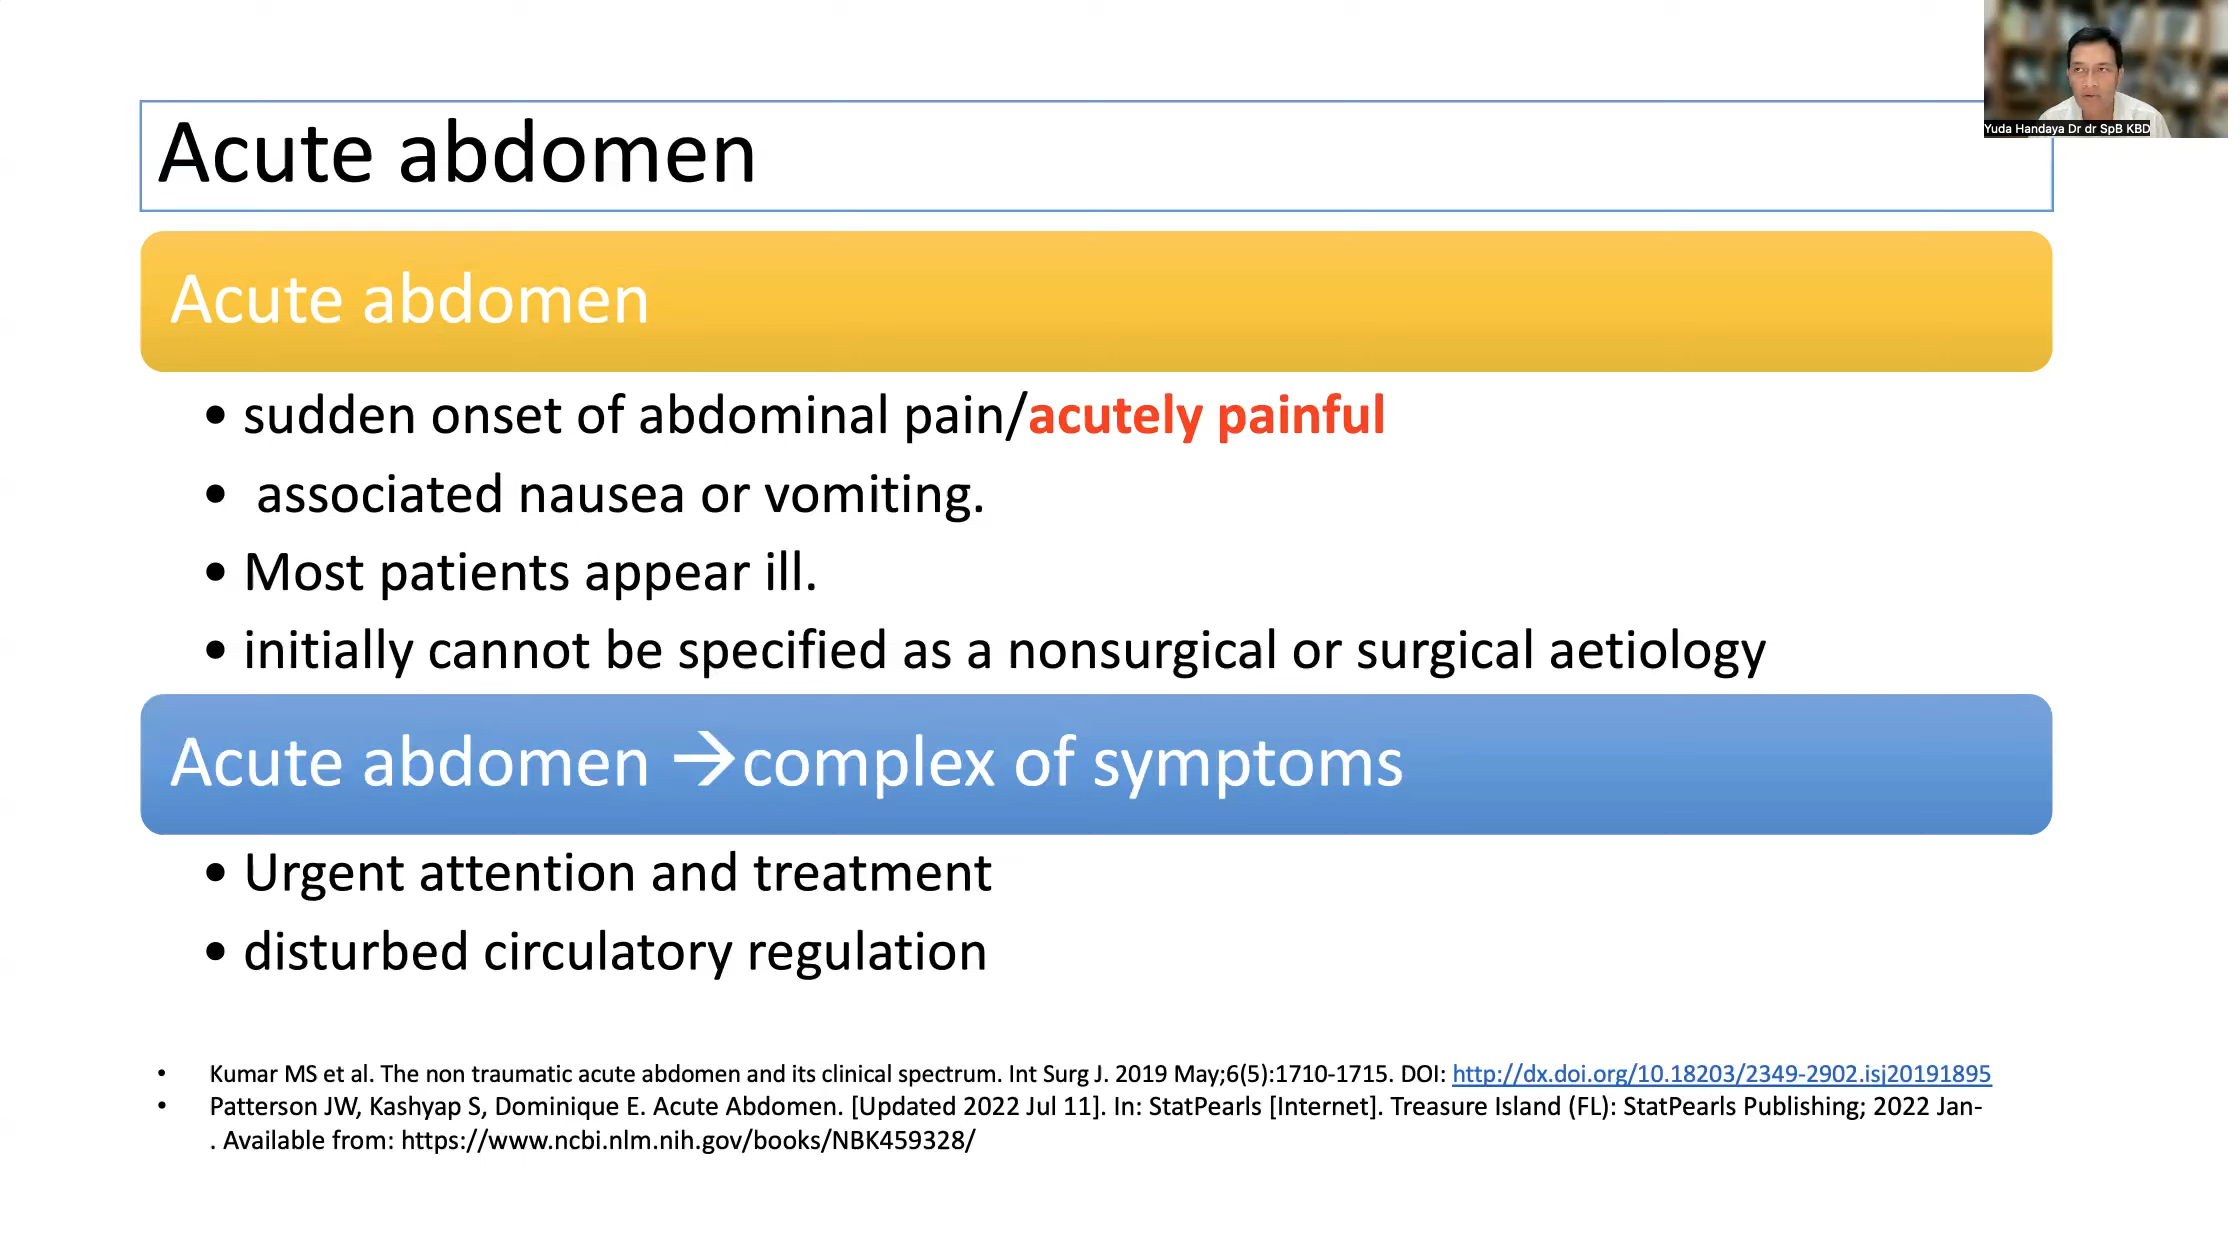 Yuda Handaya Dr dr SpB KBD
Acute abdomen
Acute abdomen
• sudden onset of abdominal pain/acutely painful
• associated nausea or vomiting.
• Most patients appear ill.
• initially cannot be specified as a nonsurgical or surgical aetiology
Acute abdomen →complex of symptoms
• Urgent attention and treatment
• disturbed circulatory regulation
• Kumar MS et al. The non traumatic acute abdomen and its clinical spectrum. Int Surg J. 2019 May;6(5):1710-1715. DOI: http://dx.doi.org/10.18203/2349-2902.isj20191895
• Patterson JW, Kashyap S, Dominique E. Acute Abdomen. [Updated 2022 Jul 11]. In: StatPearls [Internet]. Treasure Island (FL): StatPearls Publishing; 2022 Jan-
. Available from: https://www.ncbi.nlm.nih.gov/books/NBK459328/